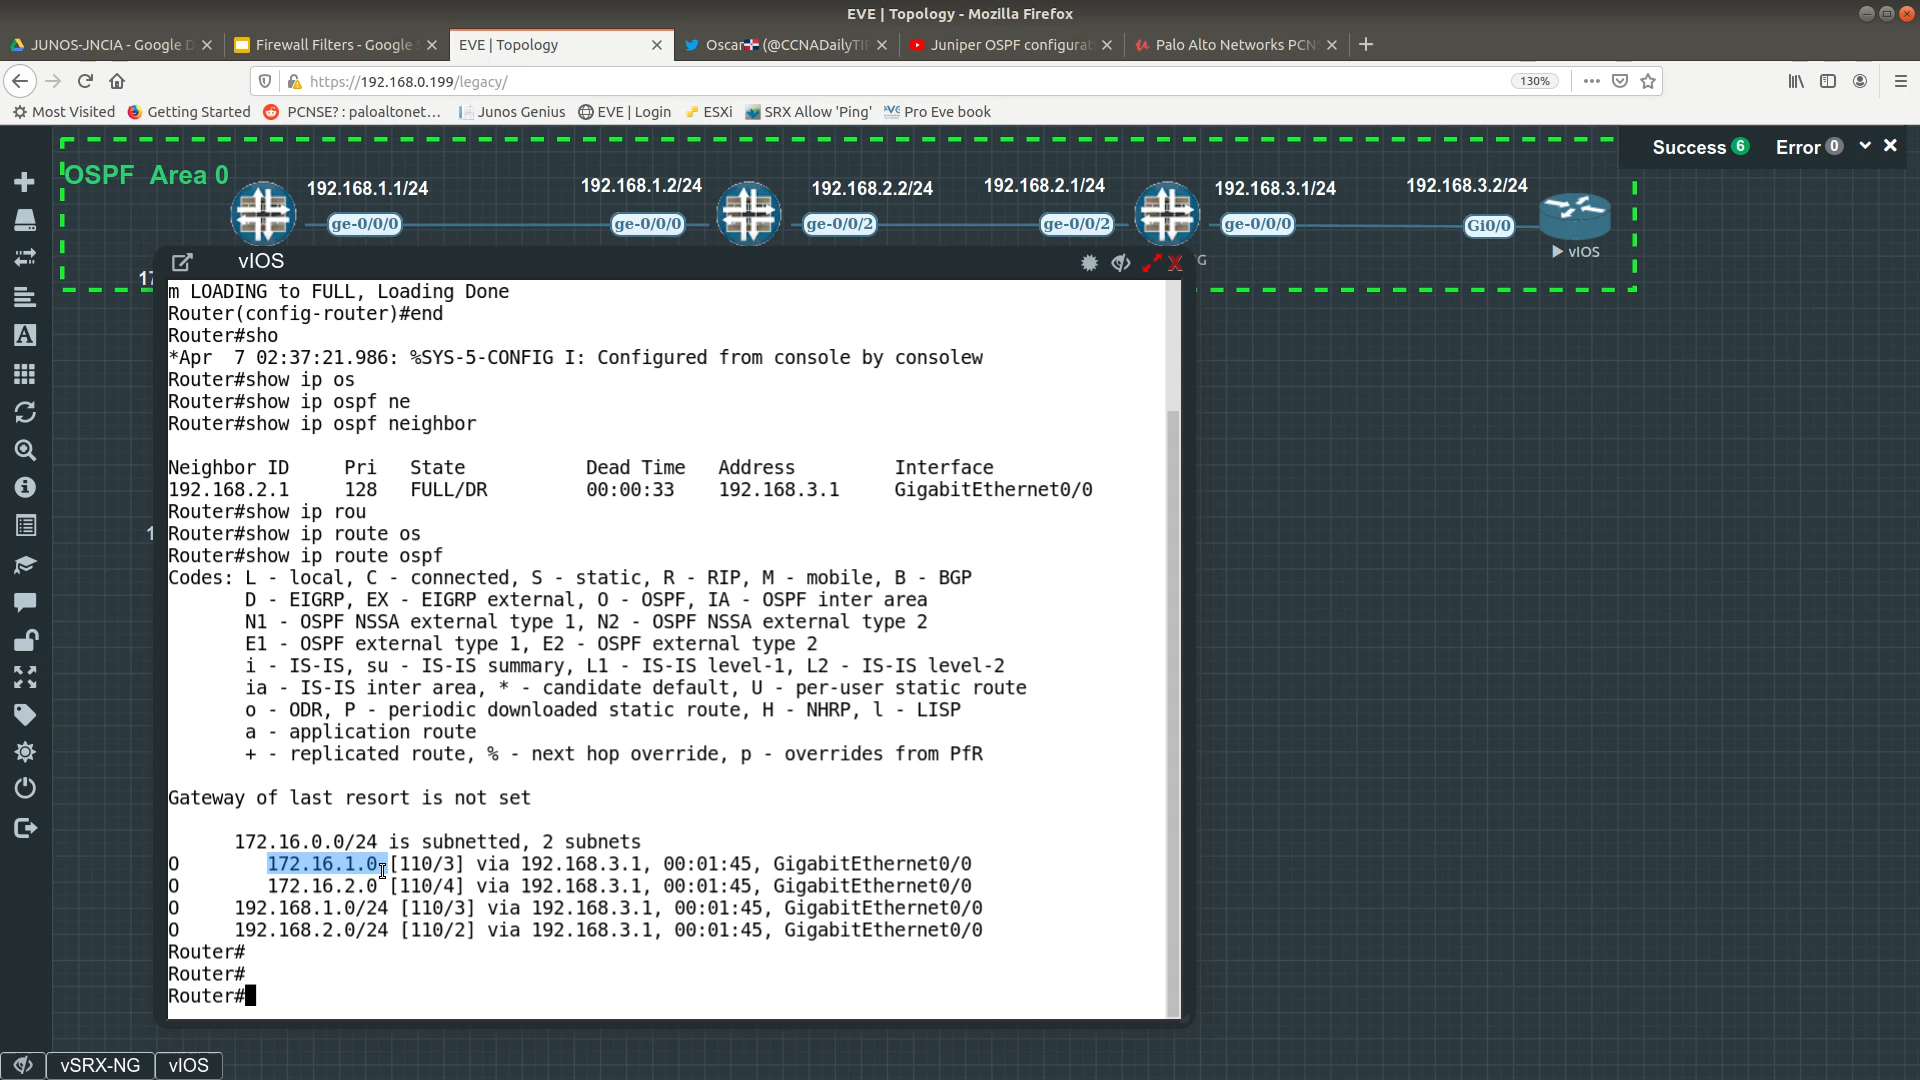 EVE | Topology - Mozilla Firefox
JUNOS-JNCIA - Google D
Firewall Filters - Google S
EVE | Topology
Oscar (@CCNADailyTIP
Juniper OSPF configurat
Palo Alto Networks PCNS
https://192.168.0.199/legacy/
130%
Most Visited
Getting Started
PCNSE? : paloaltonet...
Junos Genius
EVE | Login
ESXi
SRX Allow 'Ping'
Pro Eve book
Success 6
Error 0
OSPF Area 0
192.168.1.1/24
192.168.1.2/24
192.168.2.2/24
192.168.2.1/24
192.168.3.1/24
192.168.3.2/24
ge-0/0/0
ge-0/0/0
ge-0/0/2
ge-0/0/2
ge-0/0/0
Gi0/0
vIOS
G
17
1
vIOS
m LOADING to FULL, Loading Done
Router(config-router)#end
Router#sho
*Apr  7 02:37:21.986: %SYS-5-CONFIG I: Configured from console by consolew
Router#show ip os
Router#show ip ospf ne
Router#show ip ospf neighbor
Neighbor ID     Pri   State           Dead Time   Address         Interface
192.168.2.1     128   FULL/DR         00:00:33    192.168.3.1     GigabitEthernet0/0
Router#show ip rou
Router#show ip route os
Router#show ip route ospf
Codes: L - local, C - connected, S - static, R - RIP, M - mobile, B - BGP
D - EIGRP, EX - EIGRP external, O - OSPF, IA - OSPF inter area
N1 - OSPF NSSA external type 1, N2 - OSPF NSSA external type 2
E1 - OSPF external type 1, E2 - OSPF external type 2
i - IS-IS, su - IS-IS summary, L1 - IS-IS level-1, L2 - IS-IS level-2
ia - IS-IS inter area, * - candidate default, U - per-user static route
o - ODR, P - periodic downloaded static route, H - NHRP, l - LISP
a - application route
+ - replicated route, % - next hop override, p - overrides from PfR
Gateway of last resort is not set
172.16.0.0/24 is subnetted, 2 subnets
O        172.16.1.0 [110/3] via 192.168.3.1, 00:01:45, GigabitEthernet0/0
O        172.16.2.0 [110/4] via 192.168.3.1, 00:01:45, GigabitEthernet0/0
O     192.168.1.0/24 [110/3] via 192.168.3.1, 00:01:45, GigabitEthernet0/0
O     192.168.2.0/24 [110/2] via 192.168.3.1, 00:01:45, GigabitEthernet0/0
Router#
Router#
Router#
vSRX-NG
vIOS